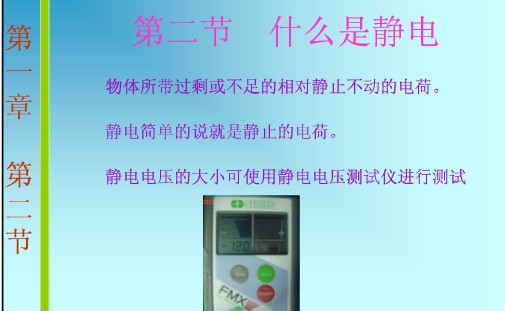 第一章 第二节
第二节 什么是静电
物体所带过剩或不足的相对静止不动的电荷。
静电简单的说就是静止的电荷。
静电电压的大小可使用静电电压测试仪进行测试
-120
FMX